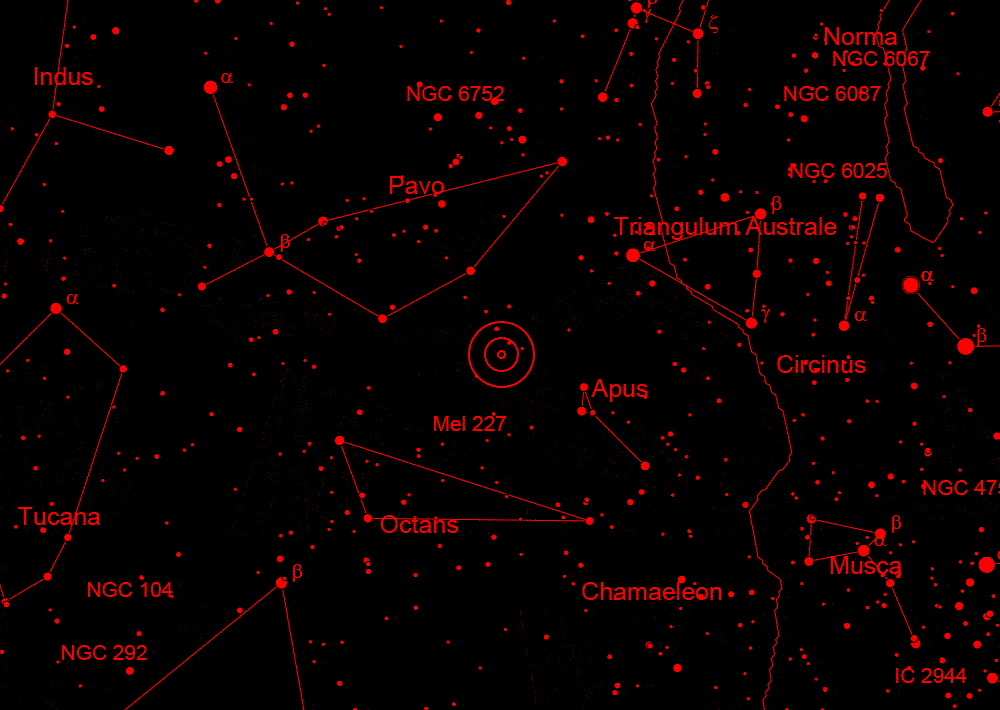 β
γ
ζ
Norma
NGC 6067
Indus
α
NGC 6752
NGC 6087
NGC 6025
Pavo
β
Triangulum Australe
β
α
α
α
γ
α
β
Circinus
Apus
Mel 227
NGC 475
Tucana
Octans
ε
β
α
Musca
β
NGC 104
Chamaeleon
NGC 292
IC 2944